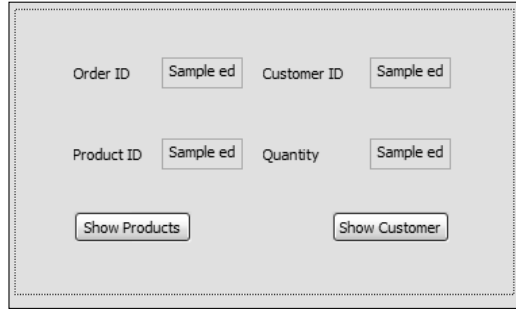 Order ID Sample ed Customer ID Sample ed
Product ID Sample ed Quantity Sample ed
Show Products Show Customer